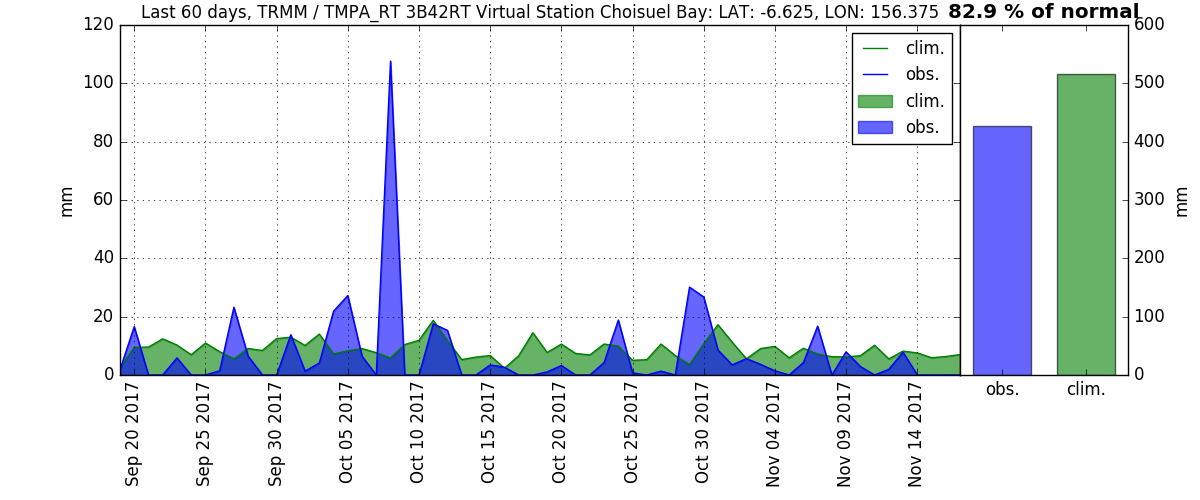 Last 60 days, TRMM / TMPA_RT 3B42RT Virtual Station Choisuel Bay: LAT: -6.625, LON: 156.375 82.9 % of normal
120
100
80
60
40
20
0
mm
clim.
obs.
clim.
obs.
600
500
400
300
200
100
0
mm
obs.
clim.
Sep 20 2017
Sep 25 2017
Sep 30 2017
Oct 05 2017
Oct 10 2017
Oct 15 2017
Oct 20 2017
Oct 25 2017
Oct 30 2017
Nov 04 2017
Nov 09 2017
Nov 14 2017